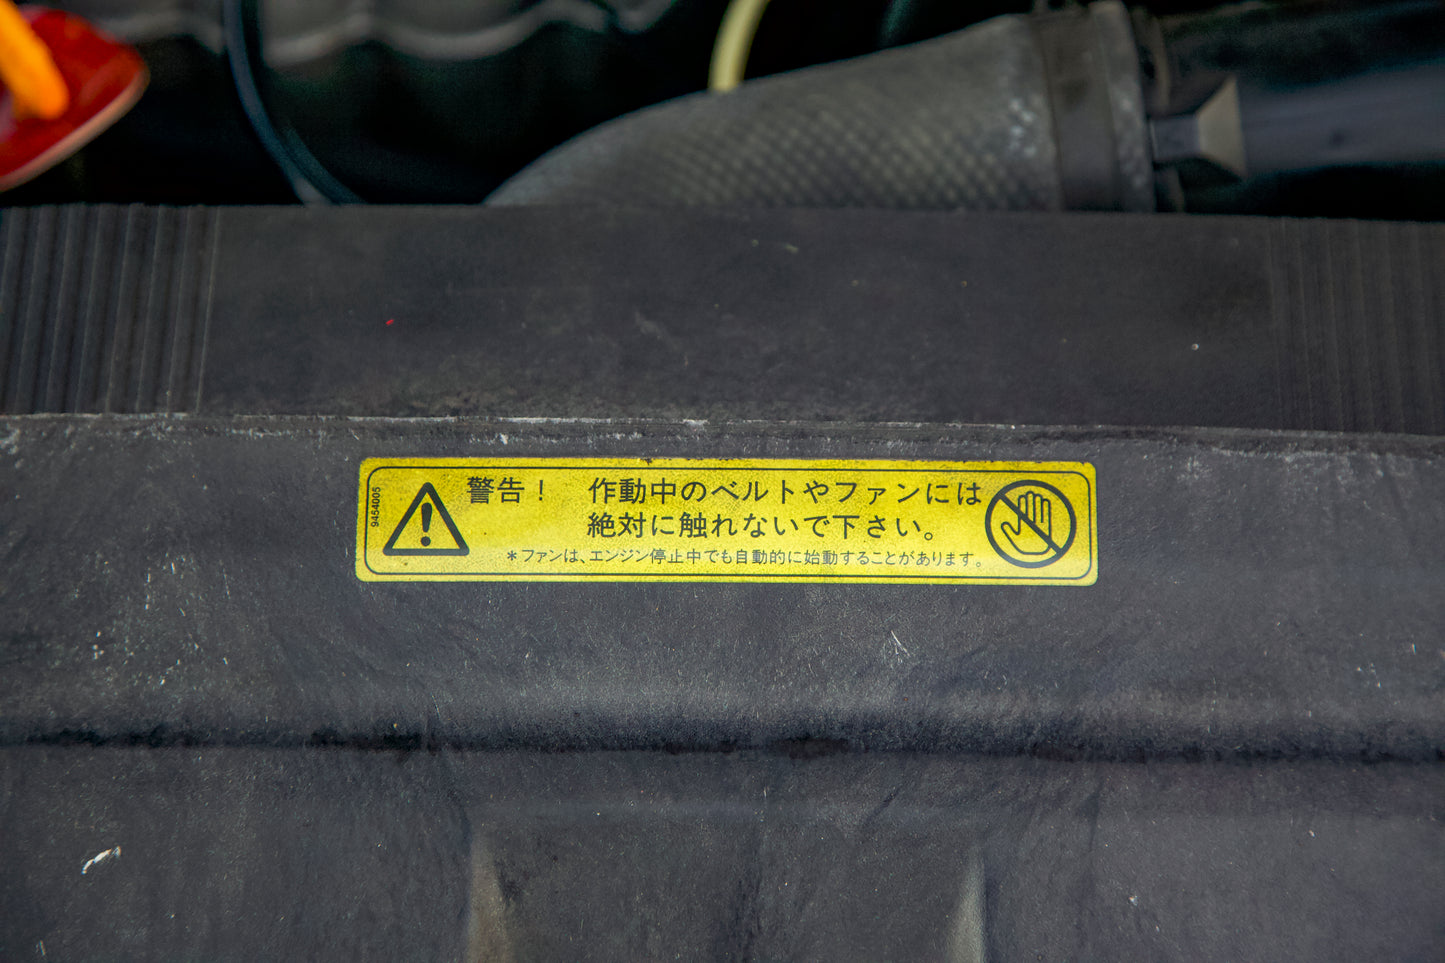 9454005
警告！ 作動中のベルトやファンには
絶対に触れないで下さい。
＊ファンは、エンジン停止中でも自動的に始動することがあります。